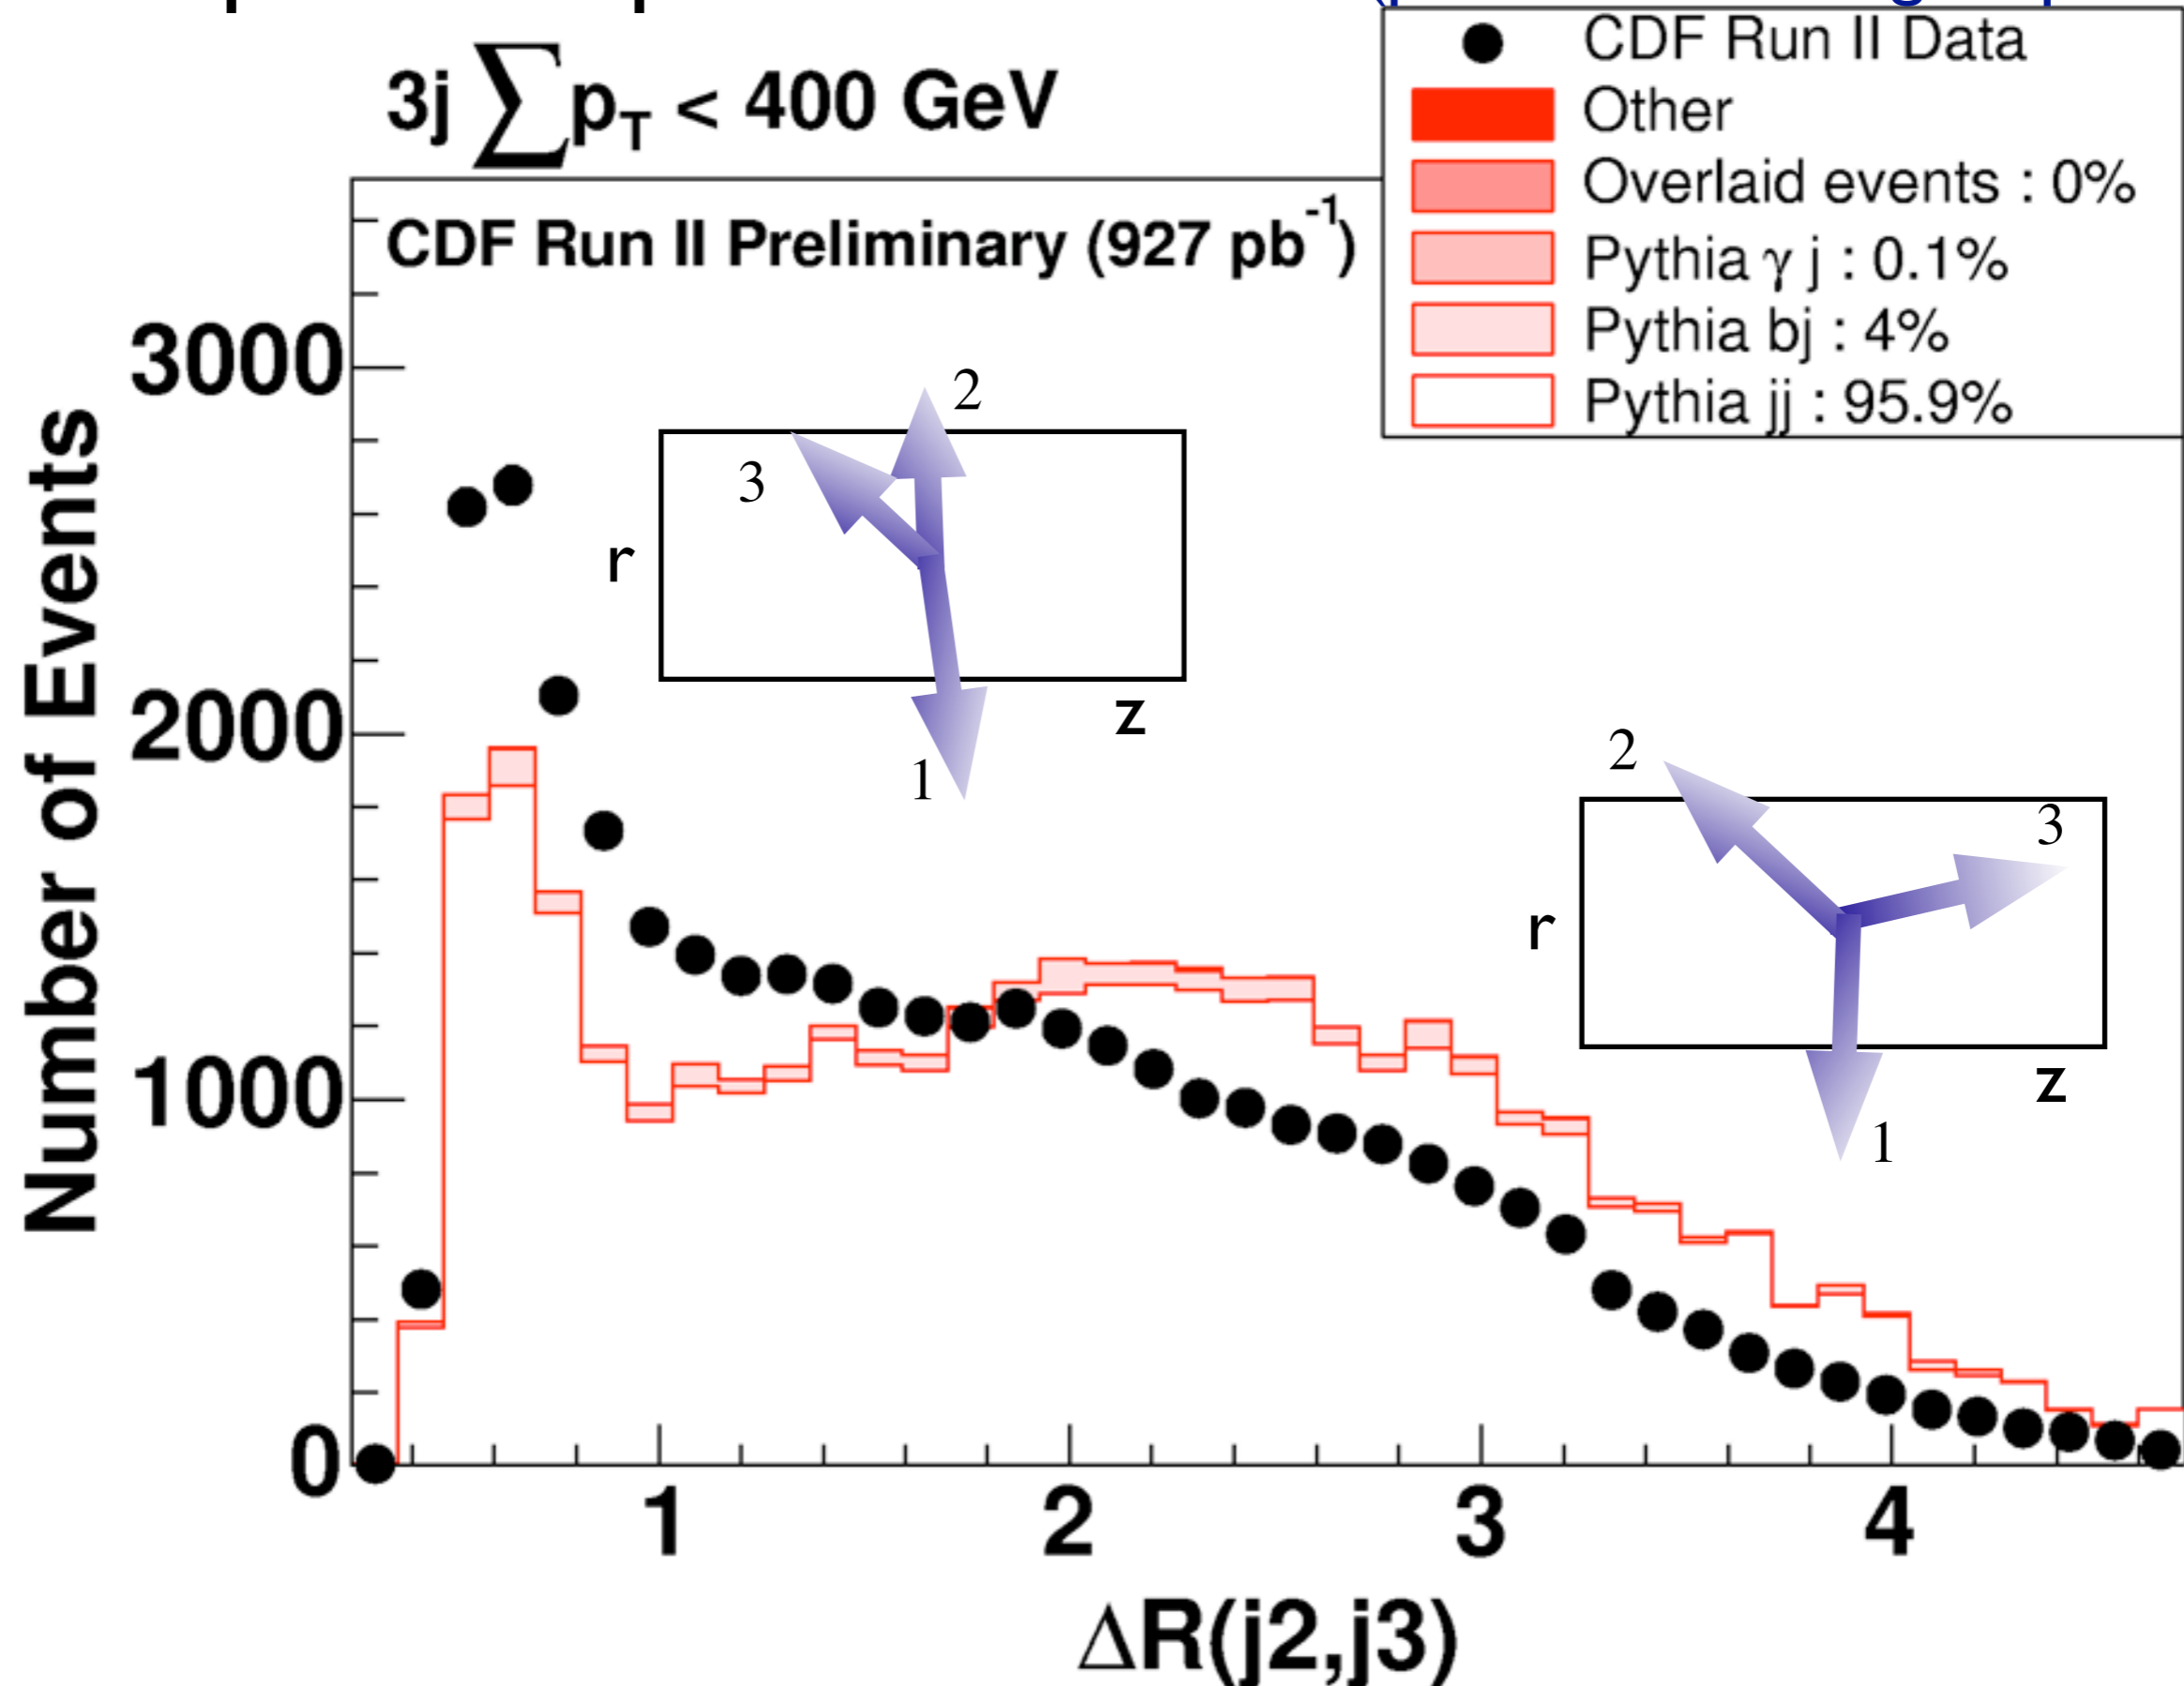 3j ∑pT < 400 GeV
CDF Run II Data
Other
Overlaid events : 0%
Pythia γ j : 0.1%
Pythia bj : 4%
Pythia jj : 95.9%
CDF Run II Preliminary (927 pb-1)
Number of Events
3000
2000
1000
0
2
3
r
z
1
2
3
r
z
1
1
2
3
4
ΔR(j2,j3)